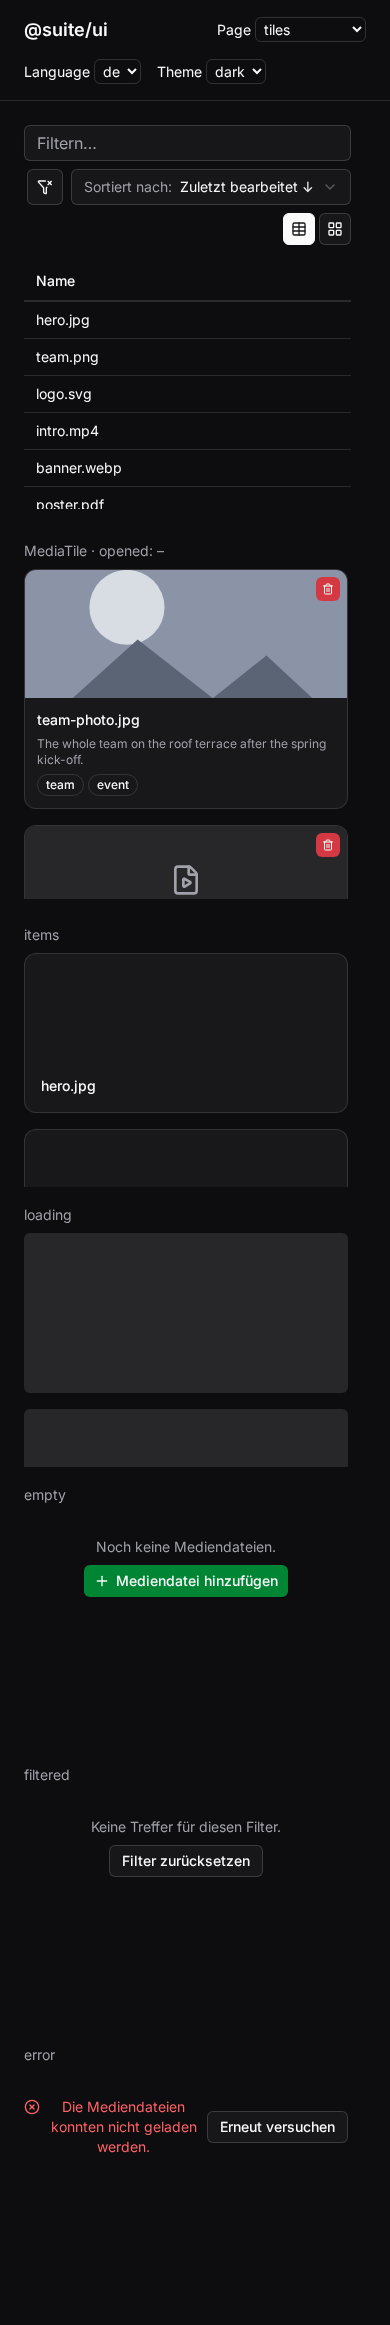 @suite/ui
Page tiles
Language de Theme dark
Filtern...
Sortiert nach: Zuletzt bearbeitet ↓
Name
hero.jpg
team.png
logo.svg
intro.mp4
banner.webp
poster.pdf
MediaTile · opened: –
team-photo.jpg
The whole team on the roof terrace after the spring
kick-off.
team event
items
hero.jpg
loading
empty
Noch keine Mediendateien.
Mediendatei hinzufügen
filtered
Keine Treffer für diesen Filter.
Filter zurücksetzen
error
Die Mediendateien
konnten nicht geladen
werden.
Erneut versuchen